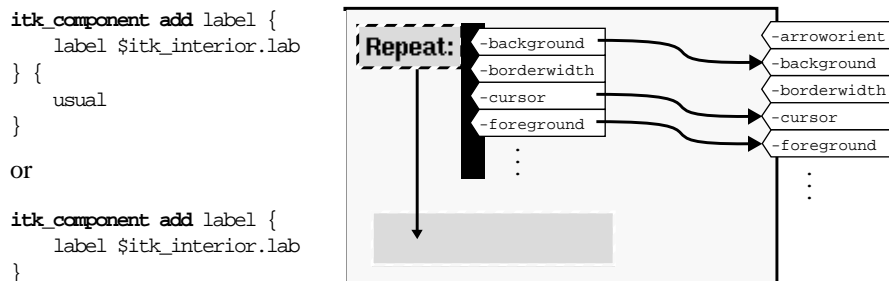 itk_component add label {
    label $itk_interior.lab
} {
    usual
}
or
itk_component add label {
    label $itk_interior.lab
}
Repeat:
-background
-borderwidth
-cursor
-foreground
-arroworient
-background
-borderwidth
-cursor
-foreground